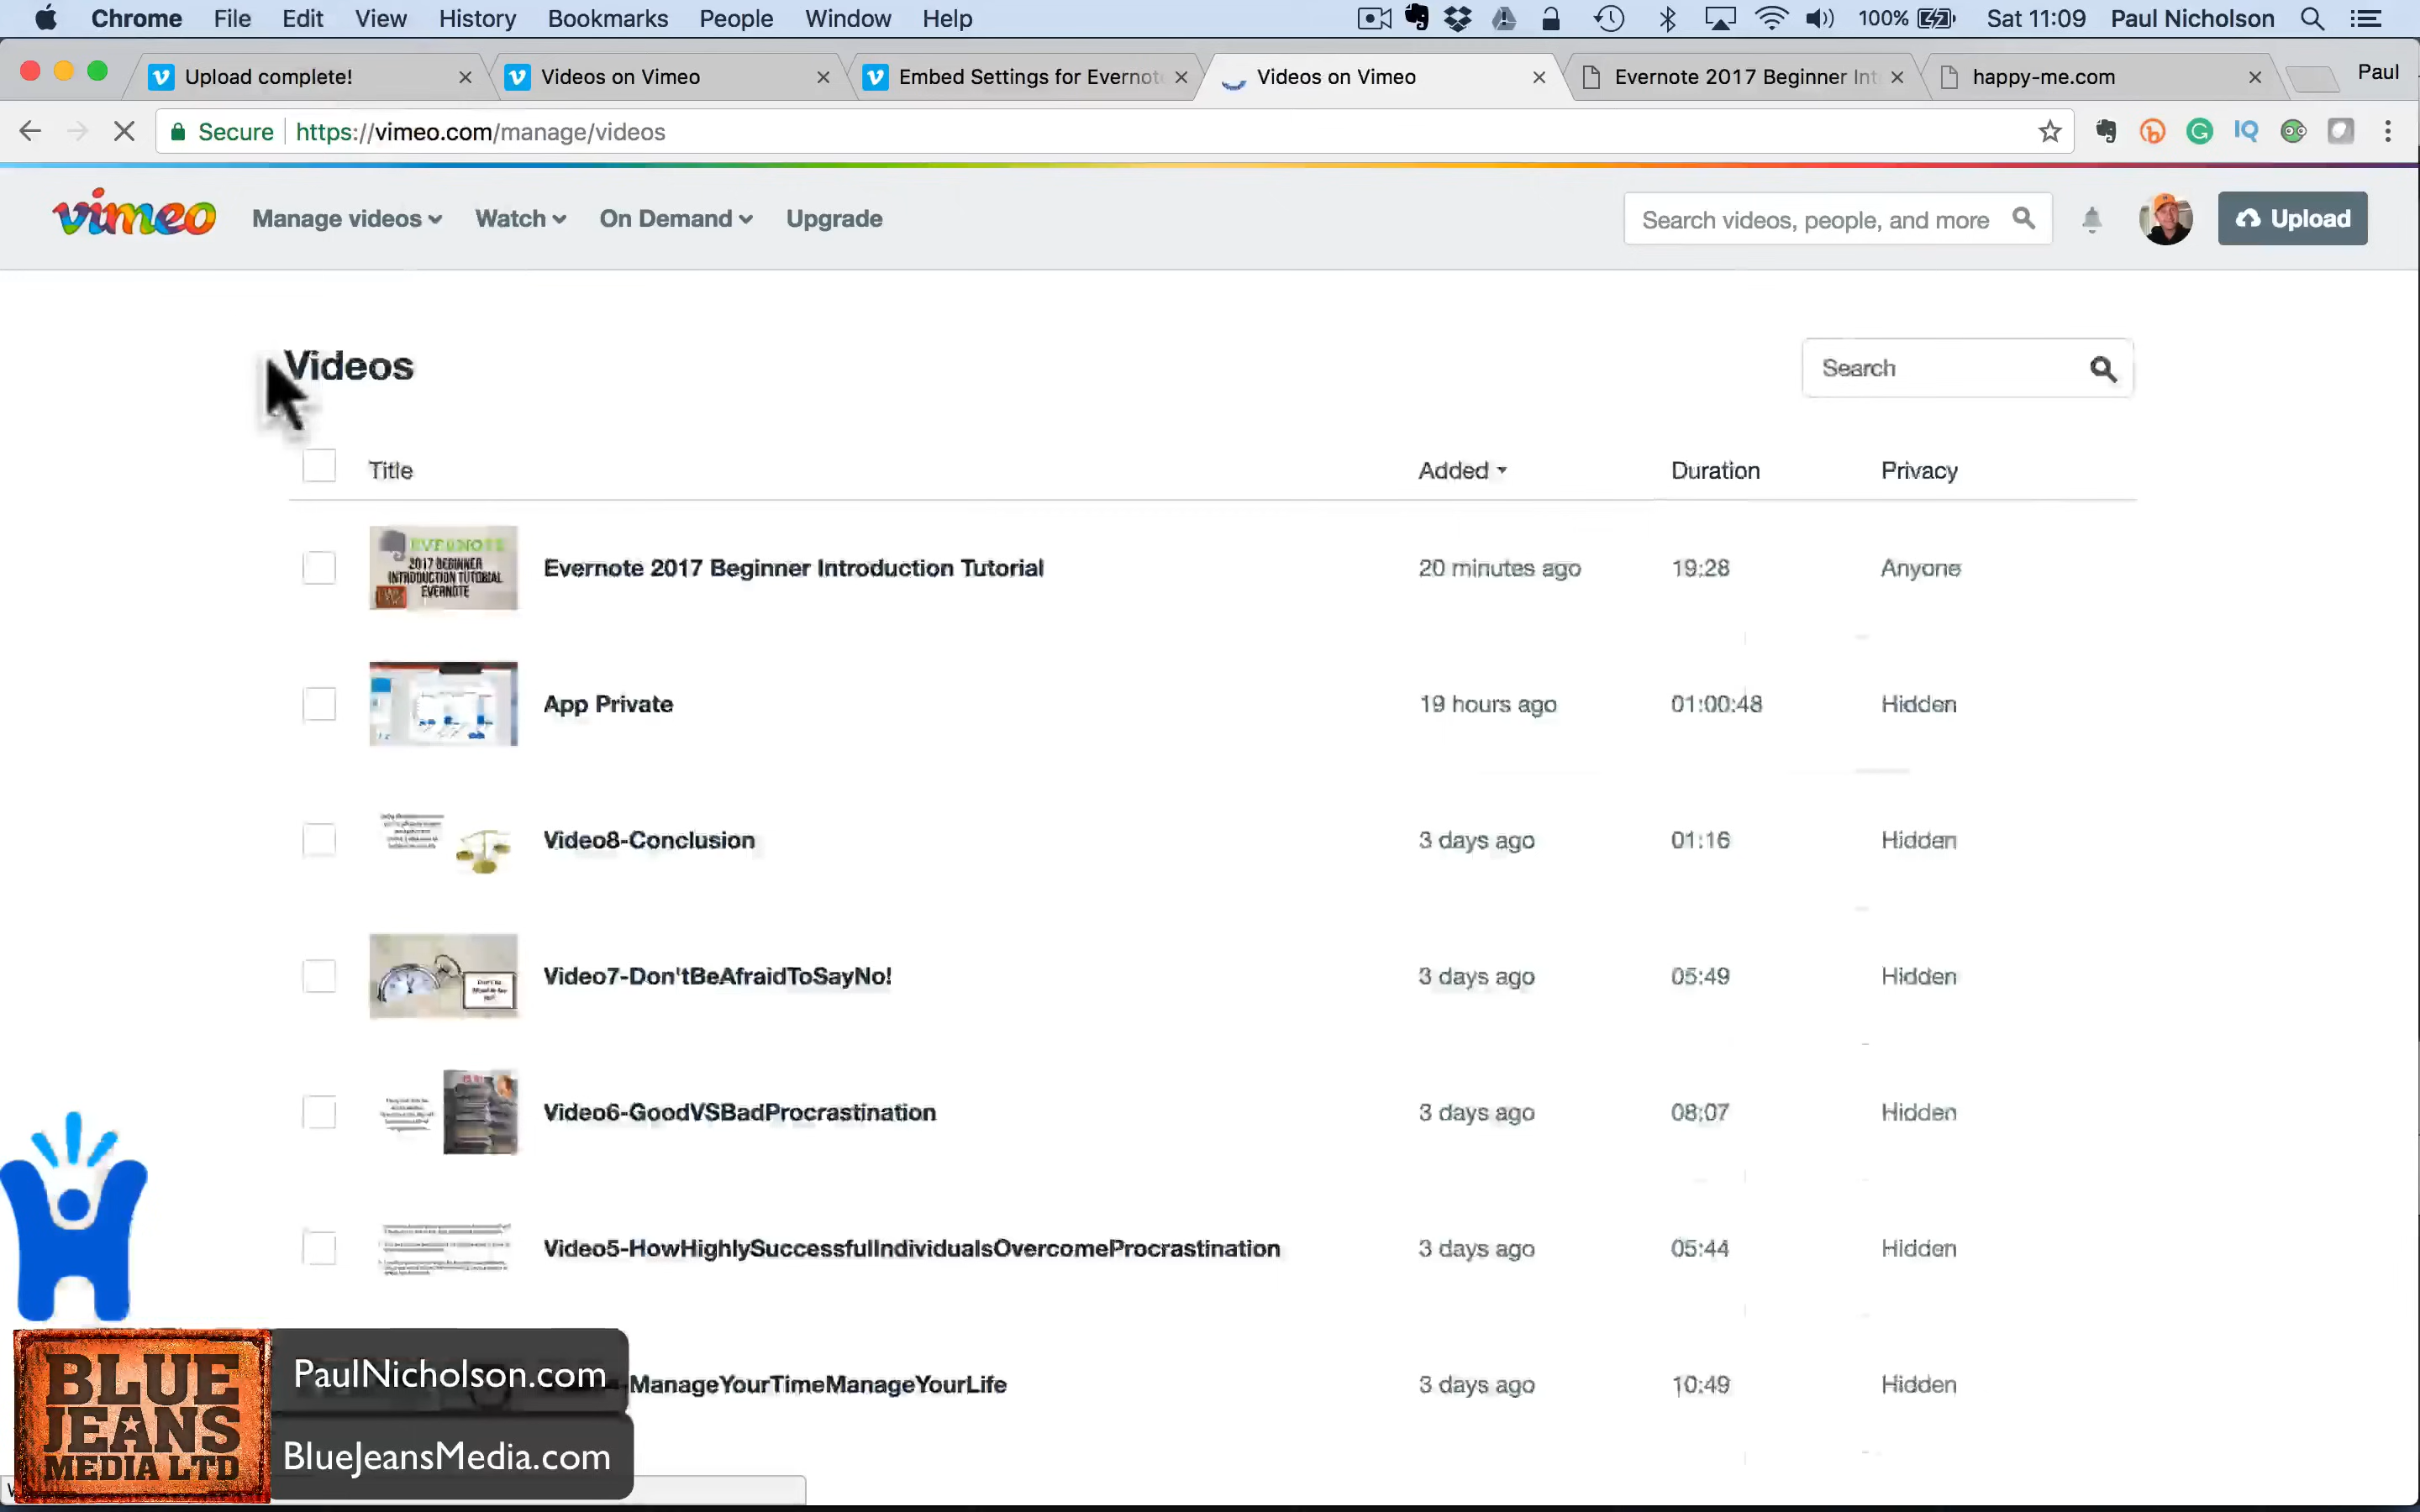 Chrome File Edit View History Bookmarks People Window Help 100% Sat 11:09 Paul Nicholson
Upload complete! Videos on Vimeo Embed Settings for Evernot Videos on Vimeo Evernote 2017 Beginner Int happy-me.com Paul
Secure https://vimeo.com/manage/videos
vimeo Manage videos Watch On Demand Upgrade Search videos, people, and more Upload
Videos Search
Title Added Duration Privacy
EVERNOTE
2017 BEGINNER
INTRODUCTION TUTORIAL
EVERNOTE
Evernote 2017 Beginner Introduction Tutorial 20 minutes ago 19:28 Anyone
App Private 19 hours ago 01:00:48 Hidden
Video8-Conclusion 3 days ago 01:16 Hidden
Video7-Don'tBeAfraidToSayNo! 3 days ago 05:49 Hidden
Video6-GoodVSBadProcrastination 3 days ago 08:07 Hidden
Video5-HowHighlySuccessfulIndividualsOvercomeProcrastination 3 days ago 05:44 Hidden
-ManageYourTimeManageYourLife 3 days ago 10:49 Hidden
BLUE
JEANS
MEDIA LTD
PaulNicholson.com
BlueJeansMedia.com